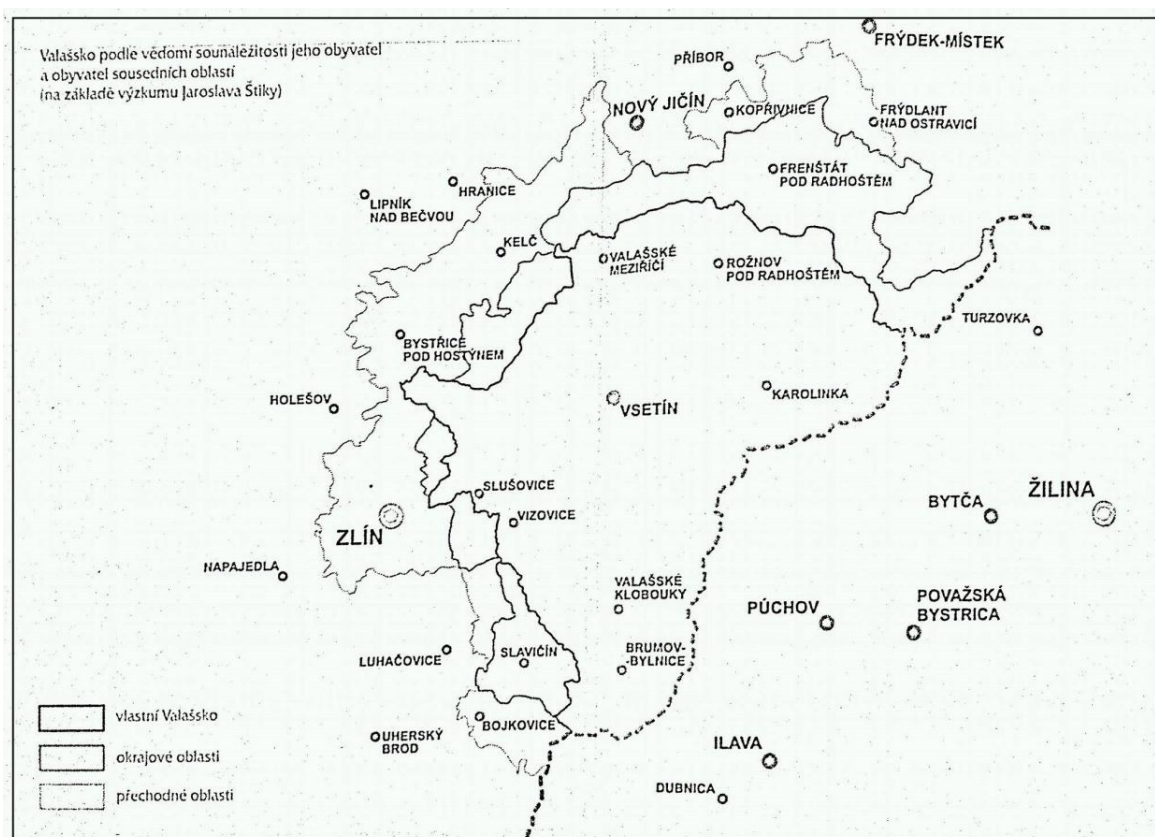 Valašsko podle vědomí sounáležitosti jeho obyvatel
a obyvatel sousedních oblastí
(na základě výzkumu Jaroslava Štiky)
FRÝDEK-MÍSTEK
PŘÍBOR
NOVÝ JIČÍN
KOPŘIVNICE
FRÝDLANT
NAD OSTRAVICÍ
FRENŠTÁT
POD RADHOŠTĚM
HRANICE
LIPNÍK
NAD BEČVOU
KELČ
VALAŠSKÉ
MEZIŘÍČÍ
ROŽNOV
POD RADHOŠTĚM
TURZOVKA
BYSTŘICE
POD HOSTÝNEM
HOLEŠOV
VSETÍN
KAROLINKA
SLUŠOVICE
VIZOVICE
ZLÍN
BYTČA
ŽILINA
NAPAJEDLA
VALAŠSKÉ
KLOBOUKY
PÚCHOV
POVAŽSKÁ
BYSTRICA
LUHAČOVICE
SLAVIČÍN
BRUMOV-
-BYLNICE
BOJKOVICE
UHERSKÝ
BROD
ILAVA
DUBNICA
vlastní Valašsko
okrajové oblasti
přechodné oblasti